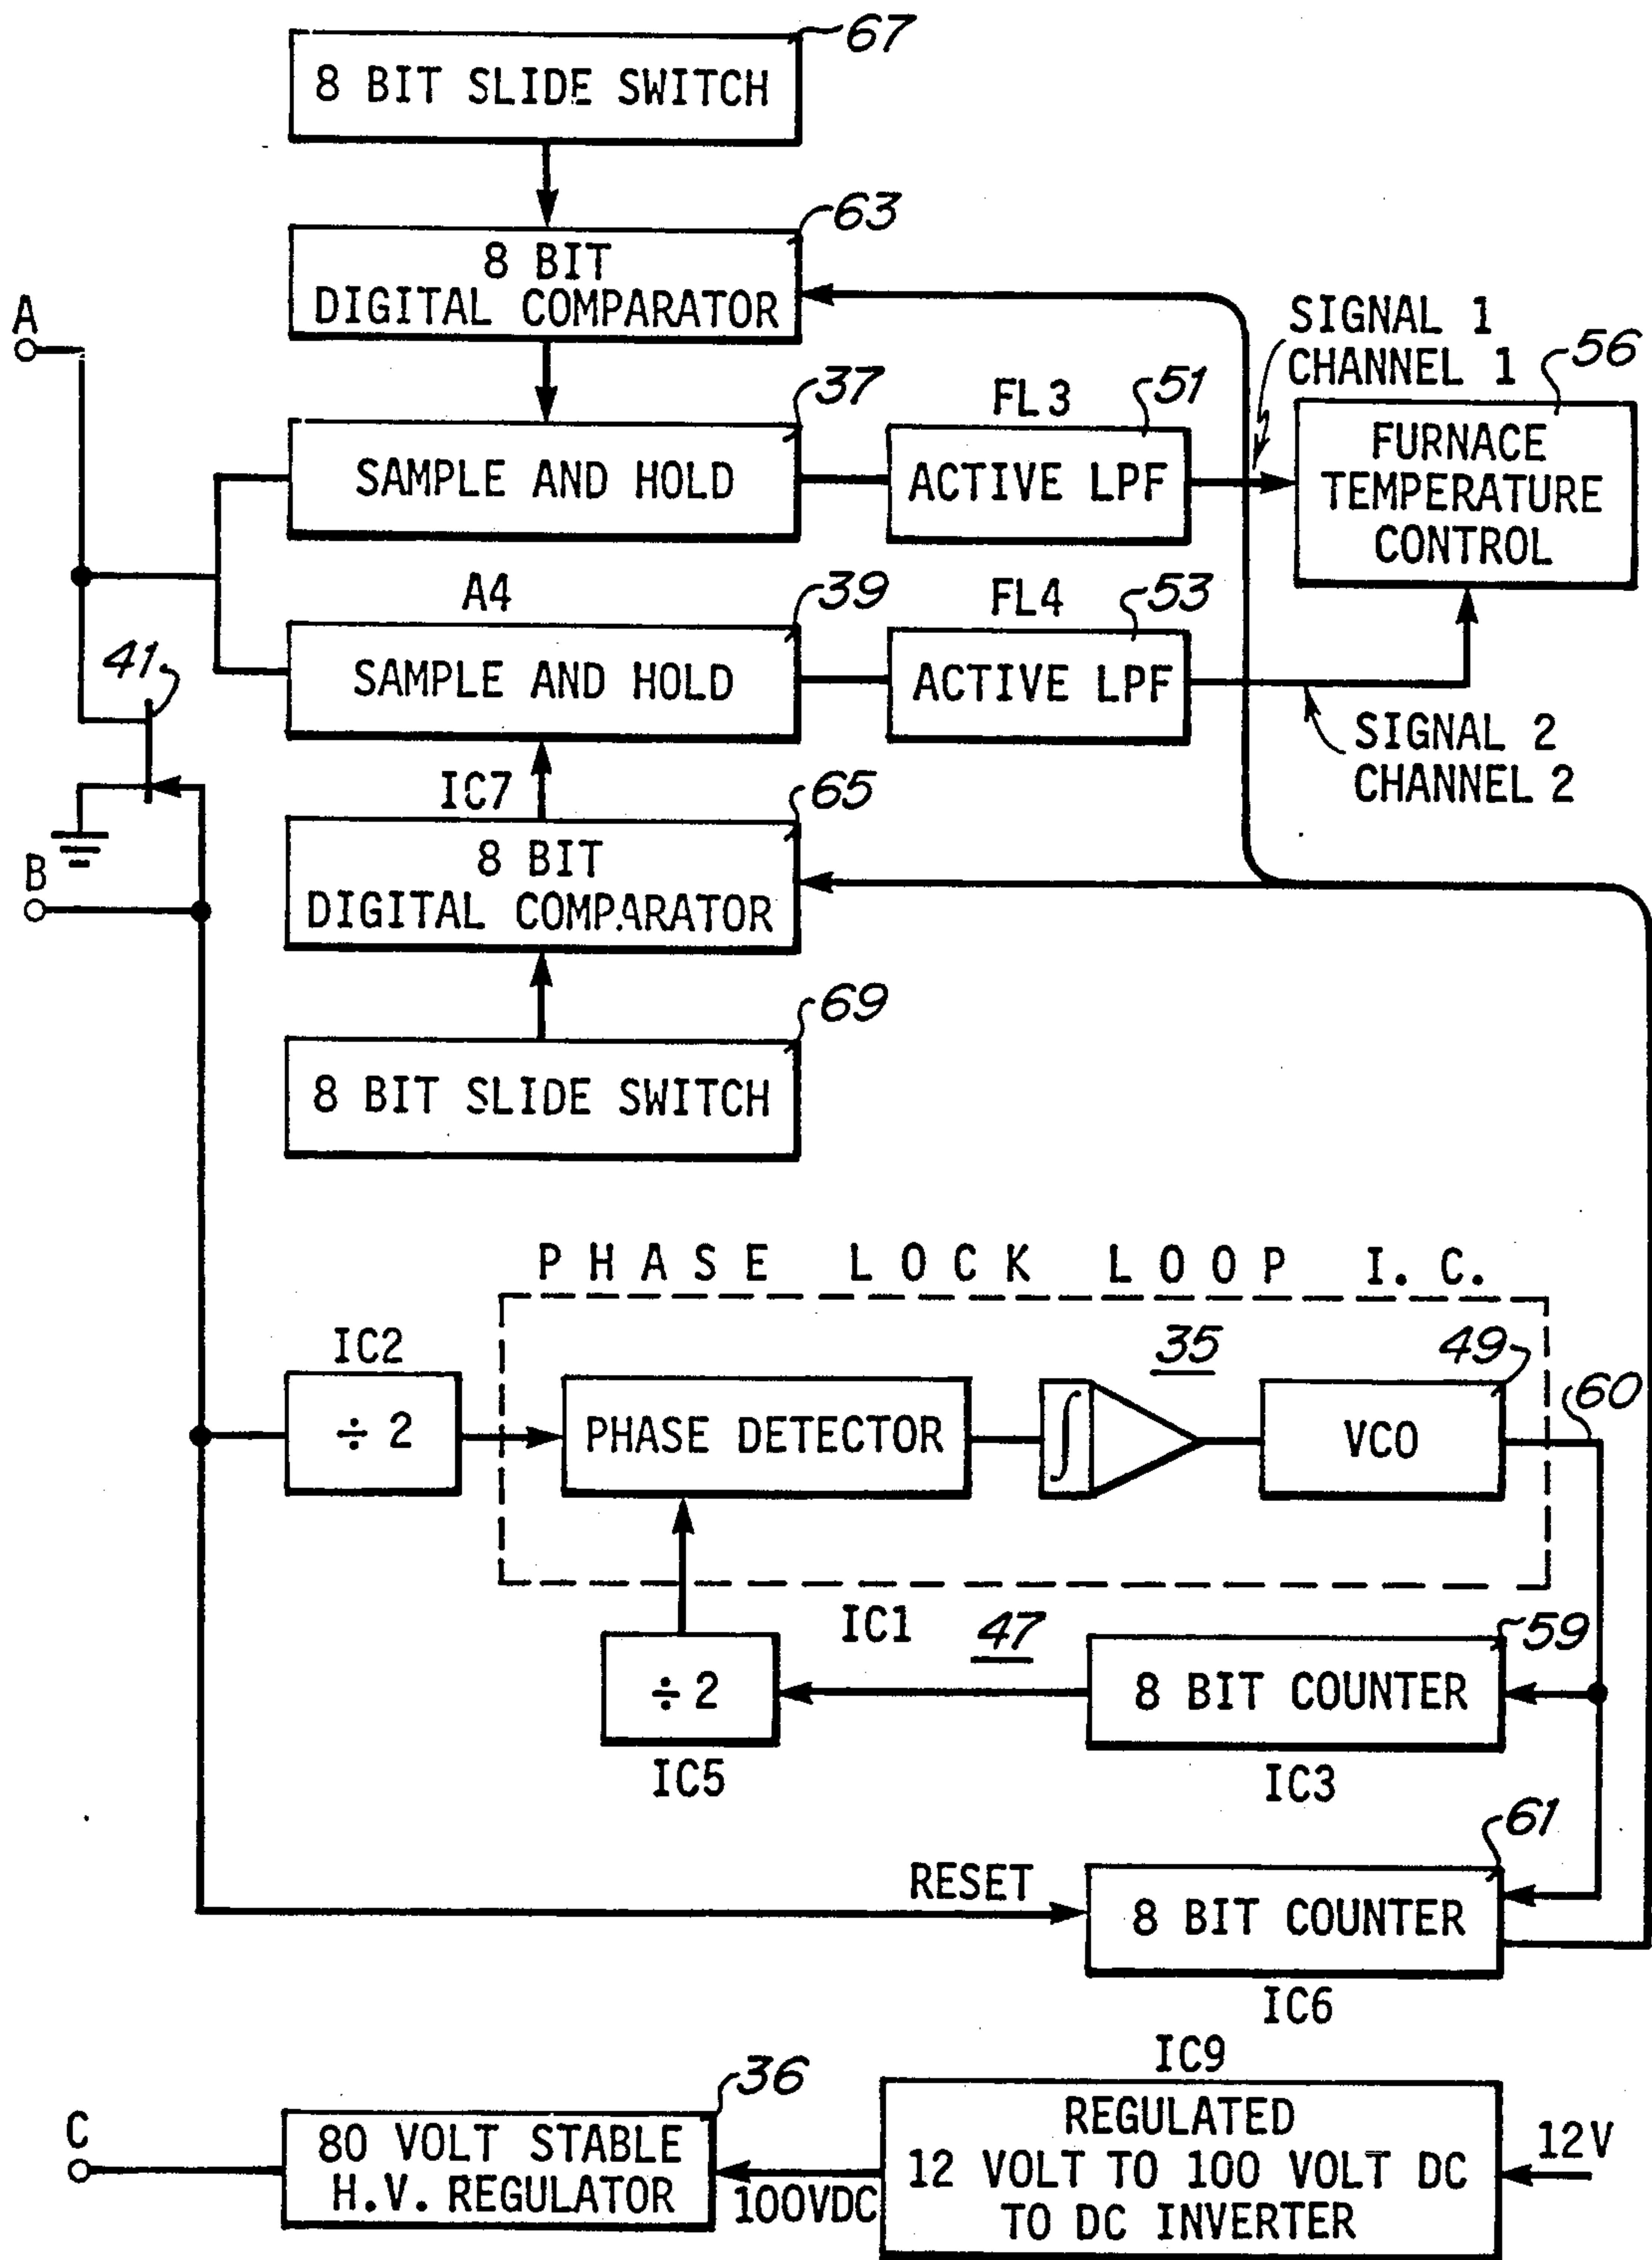 67
8 BIT SLIDE SWITCH
63
8 BIT
DIGITAL COMPARATOR
A
SIGNAL 1
CHANNEL 1
56
37
FL3
51
SAMPLE AND HOLD
ACTIVE LPF
FURNACE
TEMPERATURE
CONTROL
A4
39
FL4
53
SAMPLE AND HOLD
ACTIVE LPF
41
SIGNAL 2
CHANNEL 2
IC7
65
8 BIT
DIGITAL COMPARATOR
B
69
8 BIT SLIDE SWITCH
PHASE LOCK LOOP I.C.
IC2
÷ 2
PHASE DETECTOR
∫
35
49
VCO
60
IC1
47
59
÷ 2
8 BIT COUNTER
IC5
IC3
61
RESET
8 BIT COUNTER
IC6
IC9
36
C
80 VOLT STABLE
H.V. REGULATOR
100VDC
REGULATED
12 VOLT TO 100 VOLT DC
TO DC INVERTER
12V